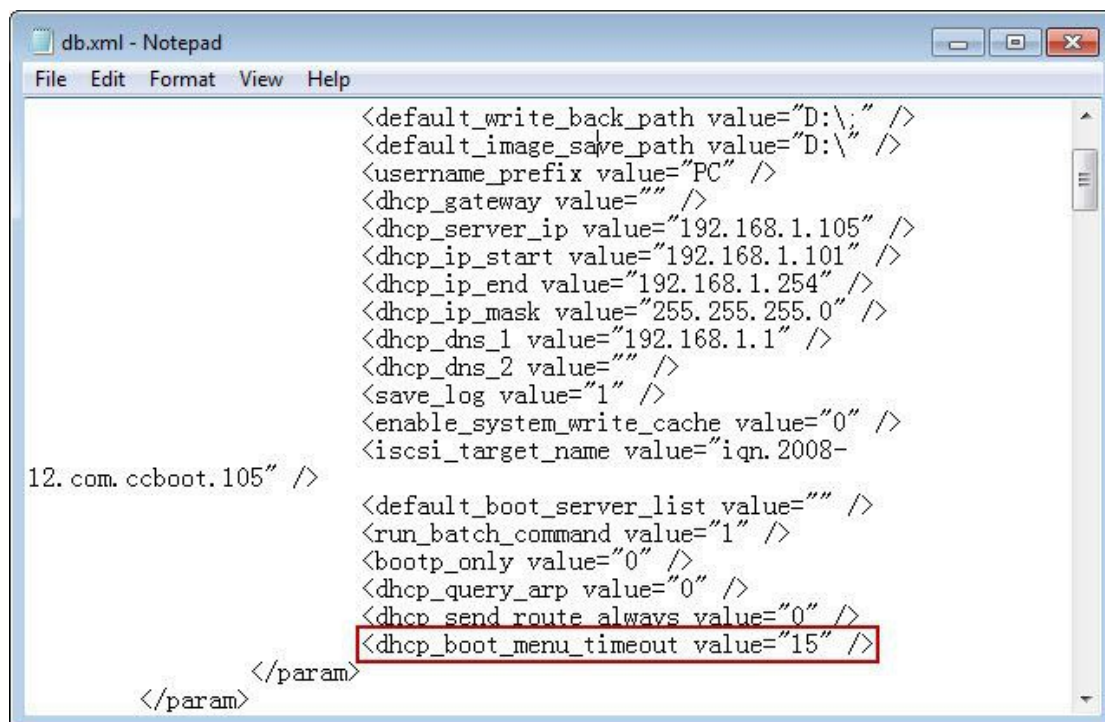 db.xml - Notepad
File Edit Format View Help
<default_write_back_path value="D:\;" />
<default_image_save_path value="D:\" />
<username_prefix value="PC" />
<dhcp_gateway value="" />
<dhcp_server_ip value="192.168.1.105" />
<dhcp_ip_start value="192.168.1.101" />
<dhcp_ip_end value="192.168.1.254" />
<dhcp_ip_mask value="255.255.255.0" />
<dhcp_dns_1 value="192.168.1.1" />
<dhcp_dns_2 value="" />
<save_log value="1" />
<enable_system_write_cache value="0" />
<iscsi_target_name value="iqn.2008-
12.com.ccboot.105" />
<default_boot_server_list value="" />
<run_batch_command value="1" />
<bootp_only value="0" />
<dhcp_query_arp value="0" />
<dhcp_send_route_always value="0" />
<dhcp_boot_menu_timeout value="15" />
</param>
</param>